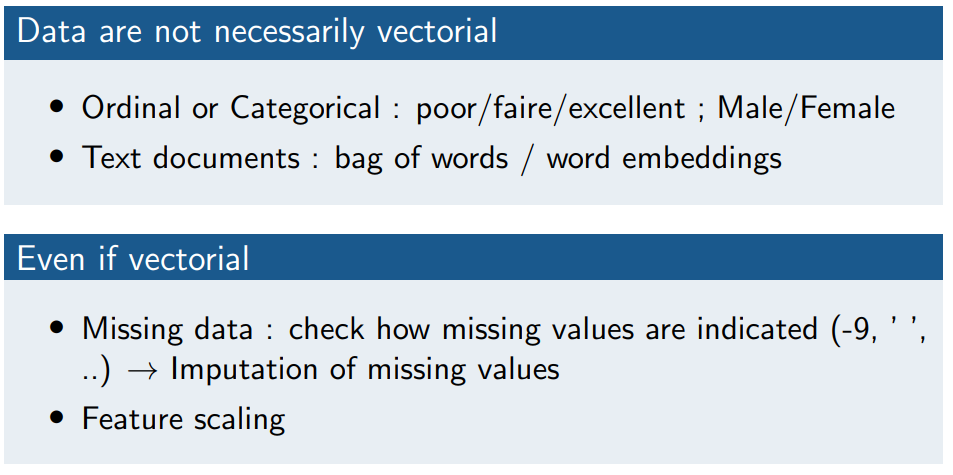 Data are not necessarily vectorial
• Ordinal or Categorical : poor/faire/excellent ; Male/Female
• Text documents : bag of words / word embeddings
Even if vectorial
• Missing data : check how missing values are indicated (-9, ’ ’,
..) → Imputation of missing values
• Feature scaling